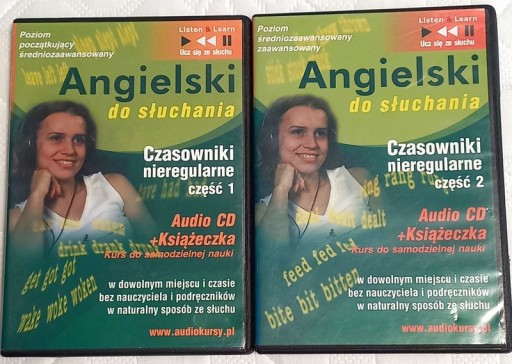 Poziom
początkujący
średniozaawansowany
Listen & Learn
Ucz się ze słuchu
Angielski
do słuchania
Czasowniki
nieregularne
część 1
Audio CD
+Książeczka
Kurs do samodzielnej nauki
drink drank drunk
get got got
wake woke woken
w dowolnym miejscu i czasie
bez nauczyciela i podręczników
w naturalny sposób ze słuchu
www.audiokursy.pl
Poziom
średniozaawansowany
zaawansowany
Listen & Learn
Ucz się ze słuchu
Angielski
do słuchania
Czasowniki
nieregularne
część 2
rang
dealt dealt
Audio CD
+Książeczka
Kurs do samodzielnej nauki
feed fed fed
bite bit bitten
w dowolnym miejscu i czasie
bez nauczyciela i podręczników
w naturalny sposób ze słuchu
www.audiokursy.pl